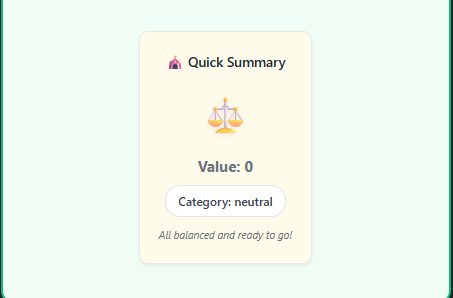 Quick Summary
Value: 0
Category: neutral
All balanced and ready to go!